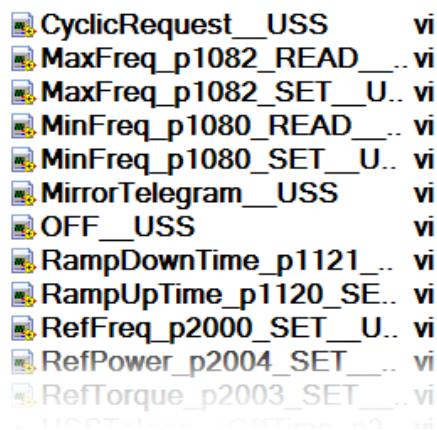 CyclicRequest__USS vi
MaxFreq_p1082_READ__.. vi
MaxFreq_p1082_SET__U.. vi
MinFreq_p1080_READ__.. vi
MinFreq_p1080_SET__U.. vi
MirrorTelegram__USS vi
OFF__USS vi
RampDownTime_p1121_.. vi
RampUpTime_p1120_SE.. vi
RefFreq_p2000_SET__U.. vi
RefPower_p2004_SET__.. vi
RefTorque_p2003_SET__.. vi